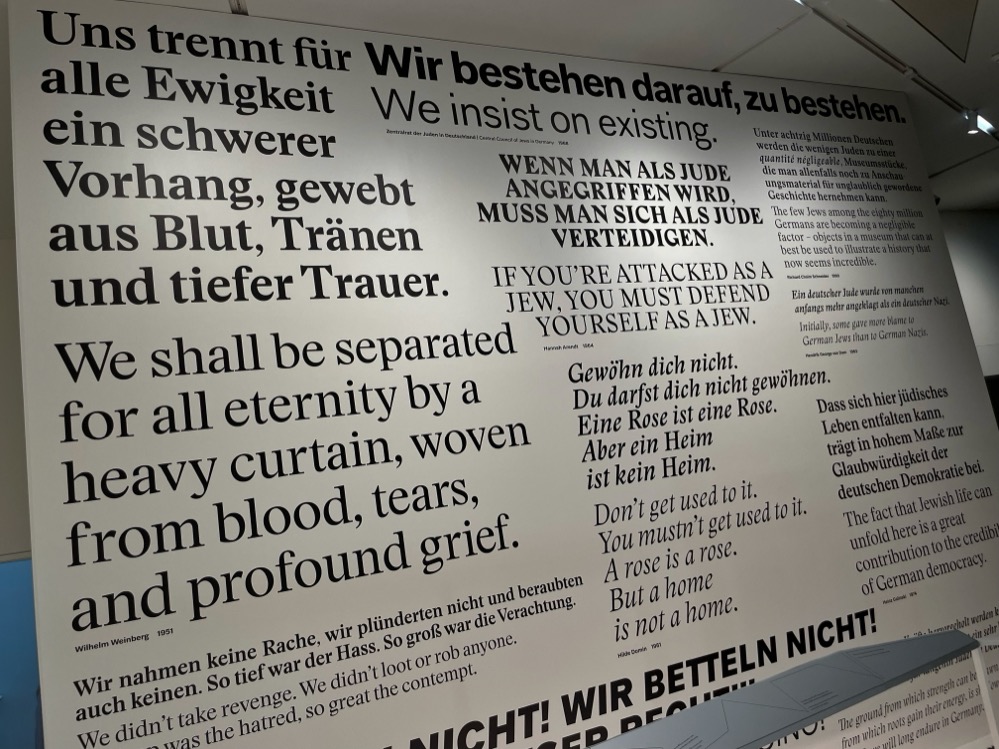 Uns trennt für
alle Ewigkeit
ein schwerer
Vorhang, gewebt
aus Blut, Tränen
und tiefer Trauer.
We shall be separated
for all eternity by a
heavy curtain, woven
from blood, tears,
and profound grief.
Wilhelm Weinberg 1951
Wir nahmen keine Rache, wir plünderten nicht und beraubten
auch keinen. So tief war der Hass. So groß war die Verachtung.
We didn't take revenge. We didn't loot or rob anyone.
was the hatred, so great the contempt.
Wir bestehen darauf, zu bestehen.
We insist on existing.
Zentralrat der Juden in Deutschland | Central Council of Jews in Germany
WENN MAN ALS JUDE
ANGEGRIFFEN WIRD,
MUSS MAN SICH ALS JUDE
VERTEIDIGEN.
IF YOU'RE ATTACKED AS A
JEW, YOU MUST DEFEND
YOURSELF AS A JEW.
Hannah Arendt 1964
Gewöhn dich nicht.
Du darfst dich nicht gewöhnen.
Eine Rose ist eine Rose.
Aber ein Heim
ist kein Heim.
Don't get used to it.
You mustn't get used to it.
A rose is a rose.
But a home
is not a home.
Hilde Domin 1951
Unter achtzig Millionen Deutschen
werden die wenigen Juden zu einer
quantité négligeable, Museumsstücke,
die man allenfalls noch zu Anschau-
ungsmaterial für unglaublich gewordene
Geschichte hernehmen kann.
The few Jews among the eighty million
Germans are becoming a negligible
factor – objects in a museum that can at
best be used to illustrate a history that
now seems incredible.
Ein deutscher Jude wurde von manchen
anfangs mehr angeklagt als ein deutscher Nazi.
Initially, some gave more blame to
German Jews than to German Nazis.
Dass sich hier jüdisches
Leben entfalten kann,
trägt in hohem Maße zur
Glaubwürdigkeit der
deutschen Demokratie bei.
The fact that Jewish life can
unfold here is a great
contribution to the credib
of German democracy.
NICHT! WIR BETTELN NICHT!
The ground from which strength can be
from which roots gain their energy, is
will long endure in Germany.